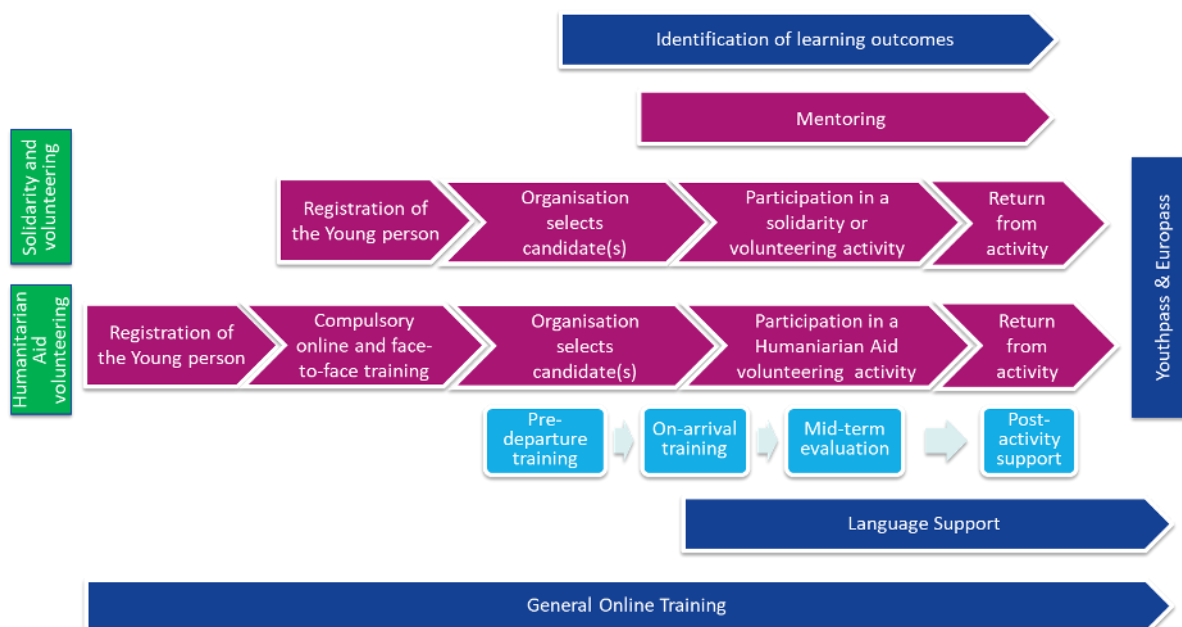 Identification of learning outcomes
Mentoring
Solidarity and
volunteering
Registration of
the Young person
Organisation
selects
candidate(s)
Participation in a
solidarity or
volunteering activity
Return
from
activity
Youthpass & Europass
Humanitarian
Aid
volunteering
Registration of
the Young person
Compulsory
online and face-
to-face training
Organisation
selects
candidate(s)
Participation in a
Humaniarian Aid
volunteering activity
Return
from
activity
Pre-
departure
training
On-arrival
training
Mid-term
evaluation
Post-
activity
support
Language Support
General Online Training